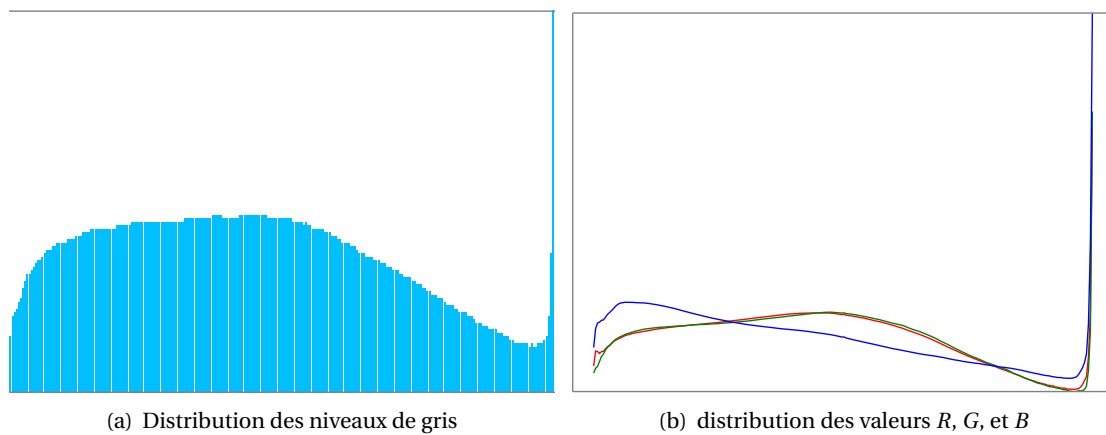 (a) Distribution des niveaux de gris
(b) distribution des valeurs R, G, et B